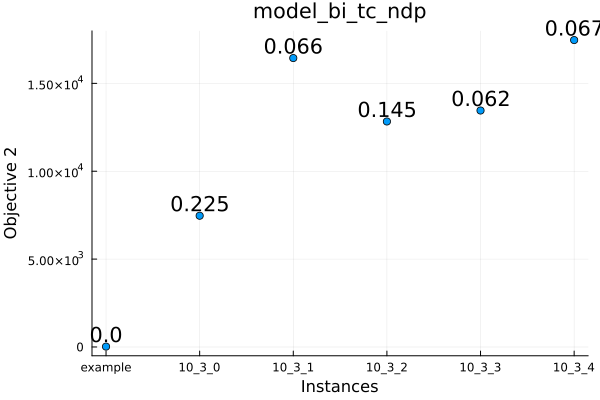 model_bi_tc_ndp
0.067
0.066
1.50×10⁴
0.145
0.062
1.00×10⁴
0.225
5.00×10³
0.0
0
Objective 2
example 10_3_0 10_3_1 10_3_2 10_3_3 10_3_4
Instances